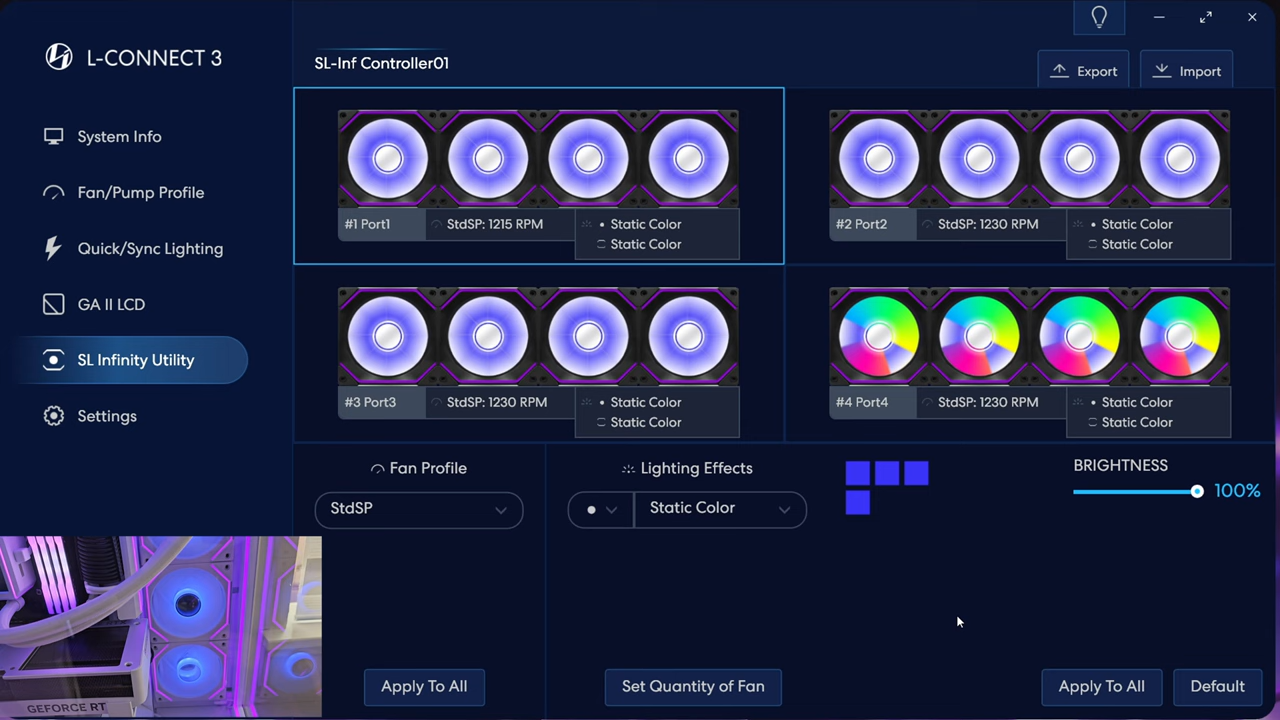 L-CONNECT 3
System Info
Fan/Pump Profile
Quick/Sync Lighting
GA II LCD
SL Infinity Utility
Settings
SL-Inf Controller01
Export
Import
#1 Port1
StdSP: 1215 RPM
Static Color
Static Color
#2 Port2
StdSP: 1230 RPM
Static Color
Static Color
#3 Port3
StdSP: 1230 RPM
Static Color
Static Color
#4 Port4
StdSP: 1230 RPM
Static Color
Static Color
Fan Profile
StdSP
Apply To All
Lighting Effects
Static Color
Set Quantity of Fan
BRIGHTNESS
100%
Apply To All
Default
GEFORCE RT